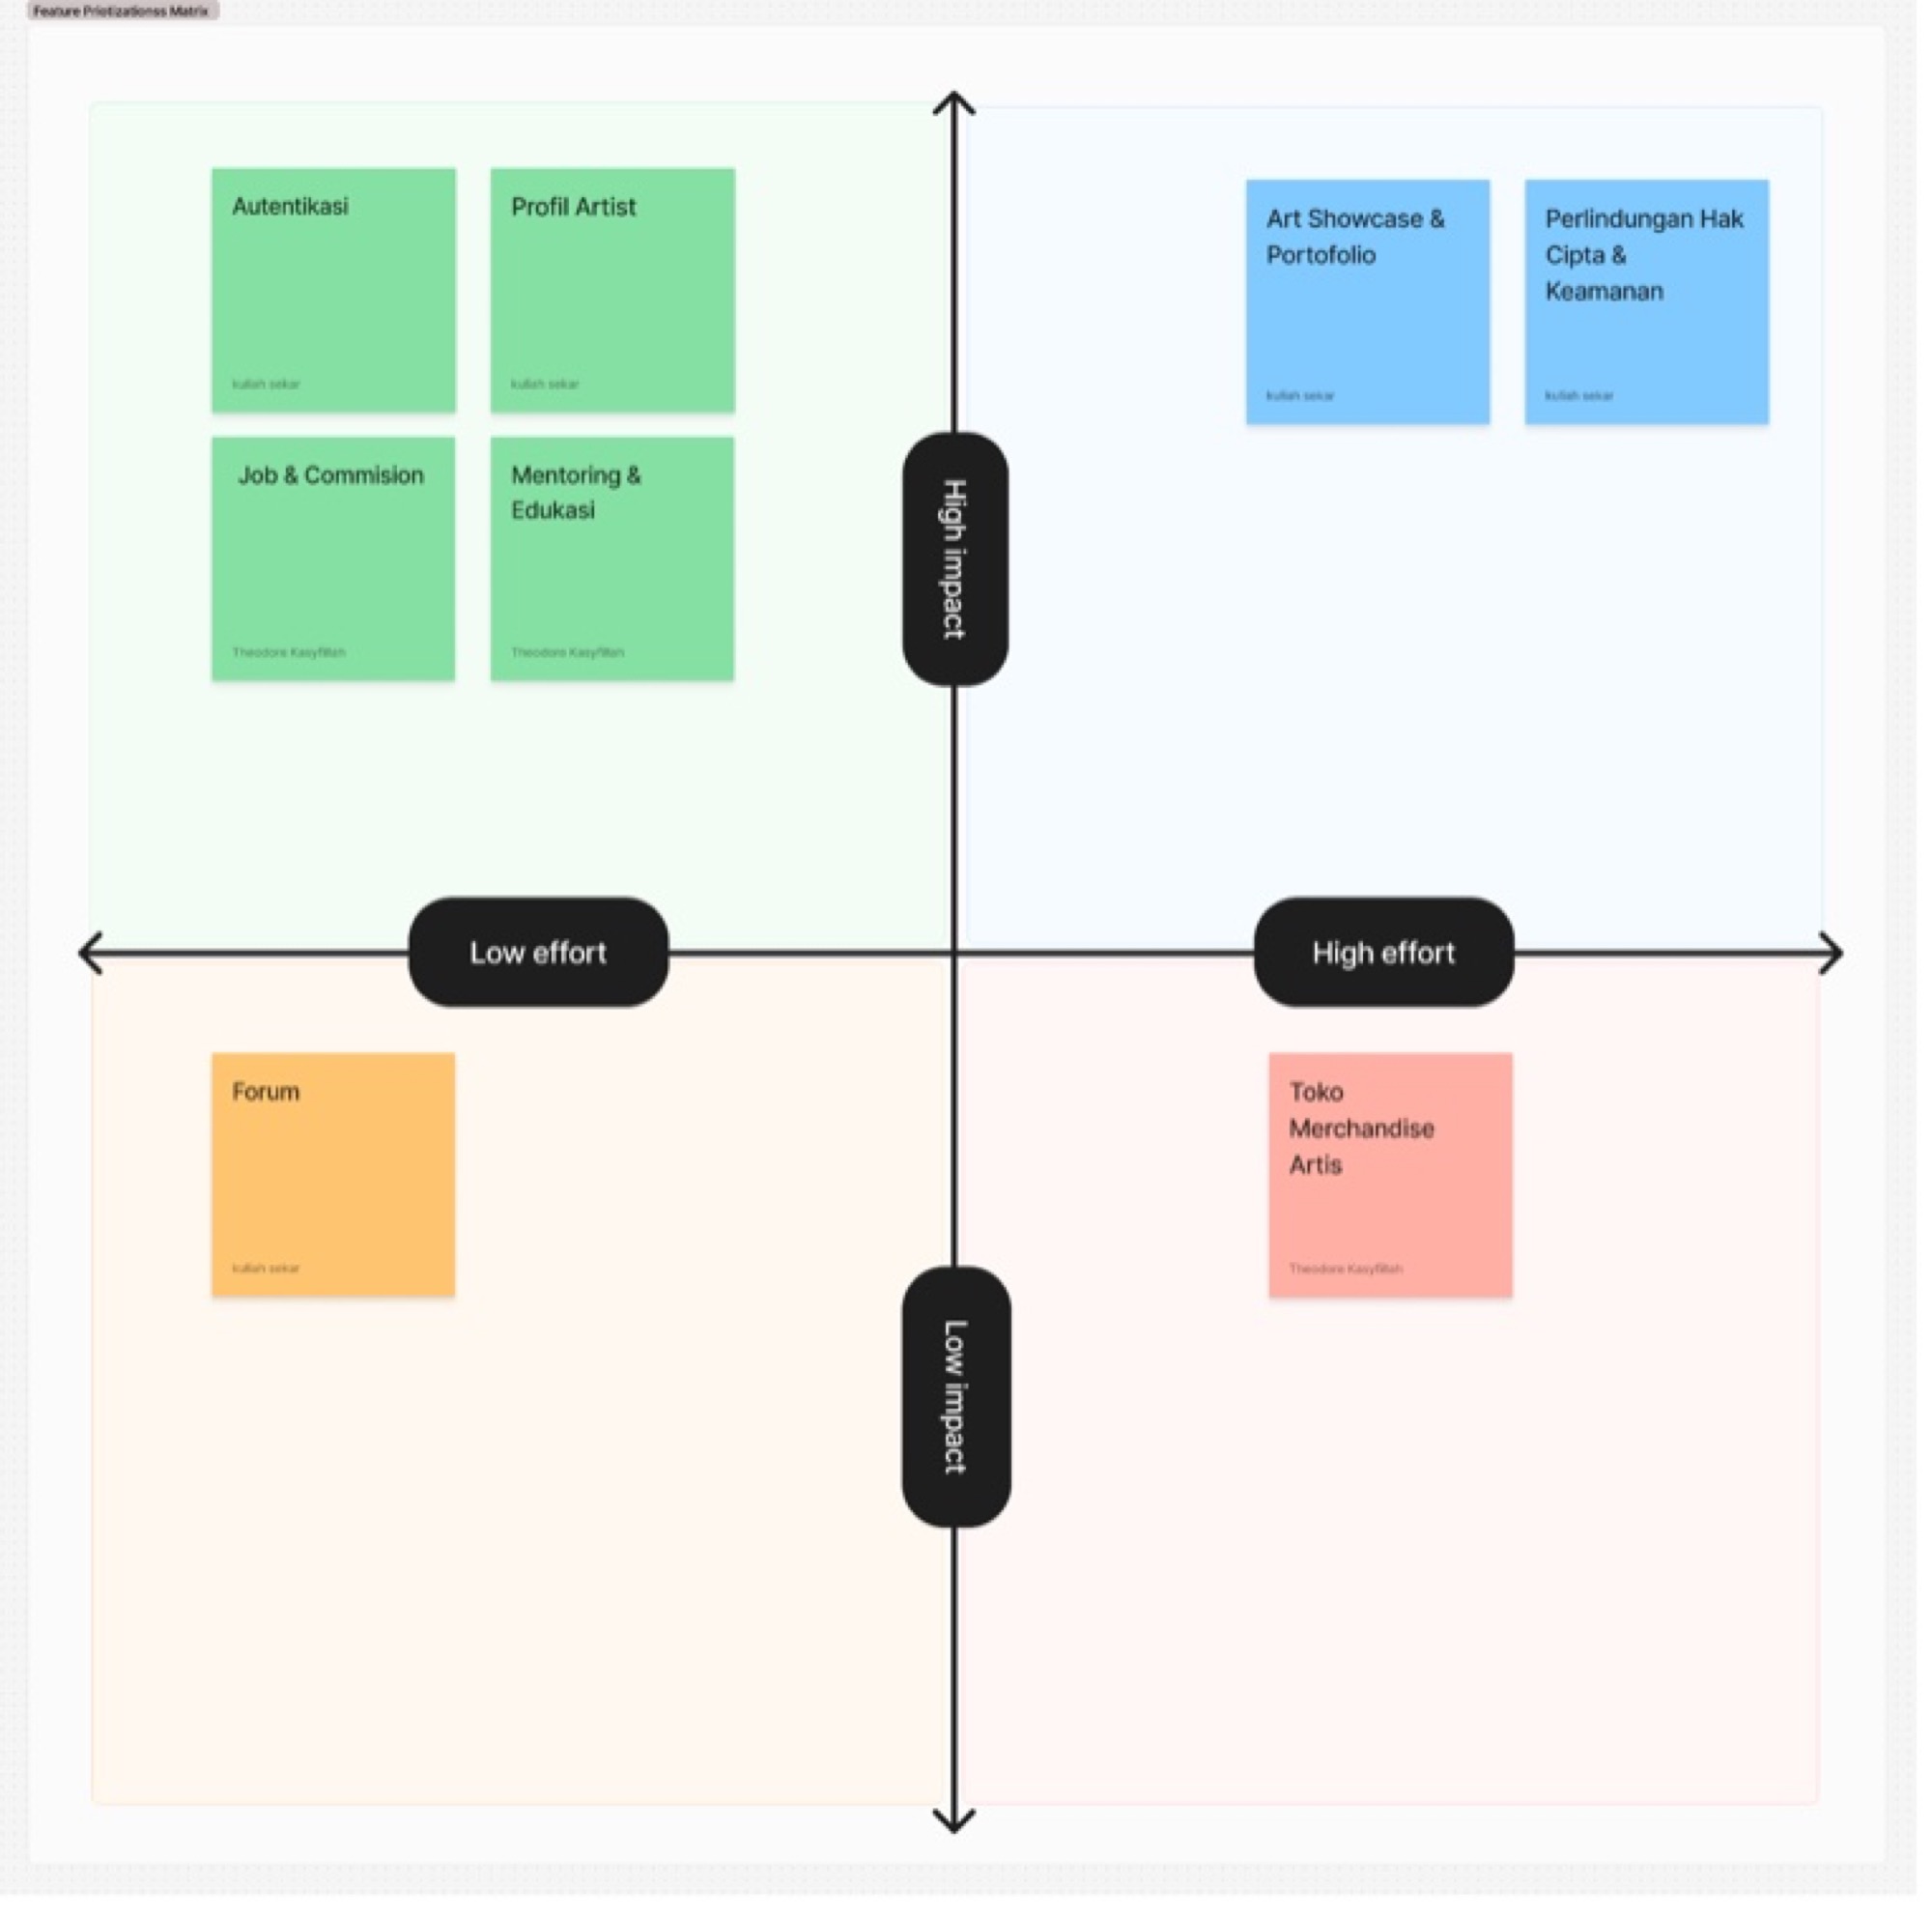 Feature Priotizationss Matrix
Autentikasi
kuliah sekar
Profil Artist
kuliah sekar
Job & Commision
Theodore Kasyfillah
Mentoring &
Edukasi
Theodore Kasyfillah
Art Showcase &
Portofolio
kuliah sekar
Perlindungan Hak
Cipta &
Keamanan
kuliah sekar
High impact
Low effort
High effort
Forum
kuliah sekar
Toko
Merchandise
Artis
Theodore Kasyfillah
Low impact